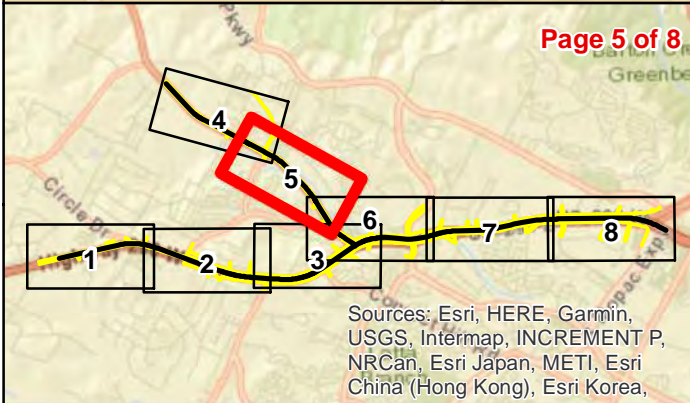 Page 5 of 8
Pkwy
Greenbe
4
5
Circle Dr
6
1
2
3
7
8
Sources: Esri, HERE, Garmin,
USGS, Intermap, INCREMENT P,
NRCan, Esri Japan, METI, Esri
China (Hong Kong), Esri Korea,